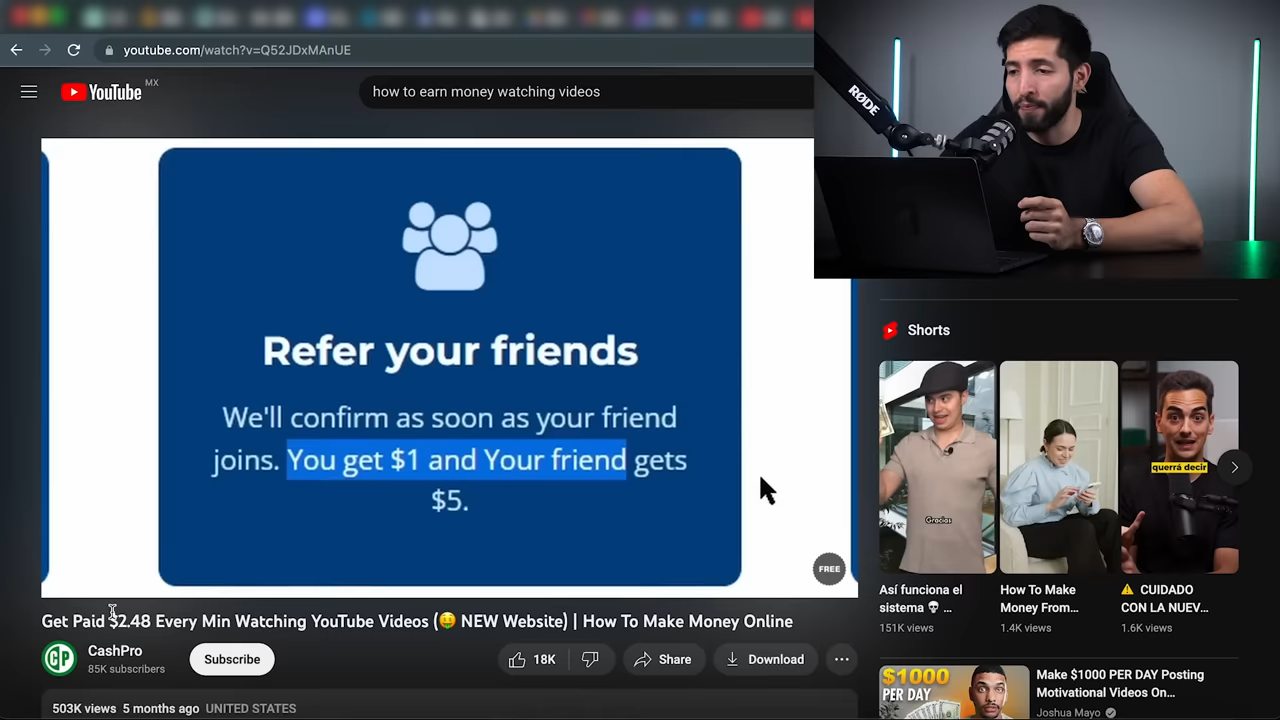 youtube.com/watch?v=Q52JDxMAnUE
YouTube MX
how to earn money watching videos
RØDE
Refer your friends
We'll confirm as soon as your friend
joins. You get $1 and Your friend gets
$5.
FREE
Get Paid $2.48 Every Min Watching YouTube Videos (🤑 NEW Website) | How To Make Money Online
CP
CashPro
85K subscribers
Subscribe
18K
Share
Download
503K views 5 months ago UNITED STATES
Shorts
Gracias
querrá decir
Así funciona el
sistema 💀 ...
151K views
How To Make
Money From...
1.4K views
⚠️ CUIDADO
CON LA NUEV...
1.6K views
$1000
PER DAY
Make $1000 PER DAY Posting
Motivational Videos On...
Joshua Mayo